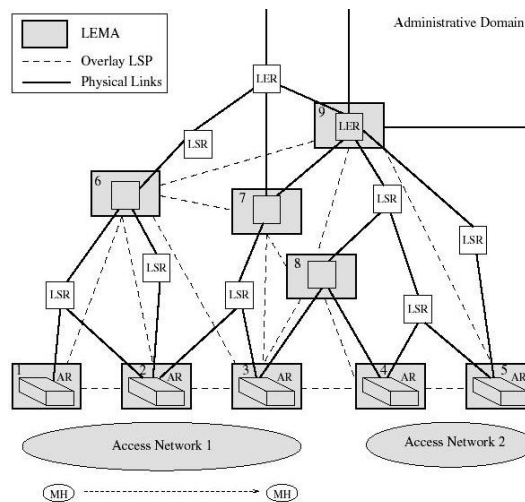 LEMA
Administrative Domain
Overlay LSP
Physical Links
LER
9
LER
LSR
6
7
LSR
LSR
8
LSR
LSR
LSR
LSR
1
AR
2
AR
3
AR
4
AR
5
AR
Access Network 1
Access Network 2
MH
MH